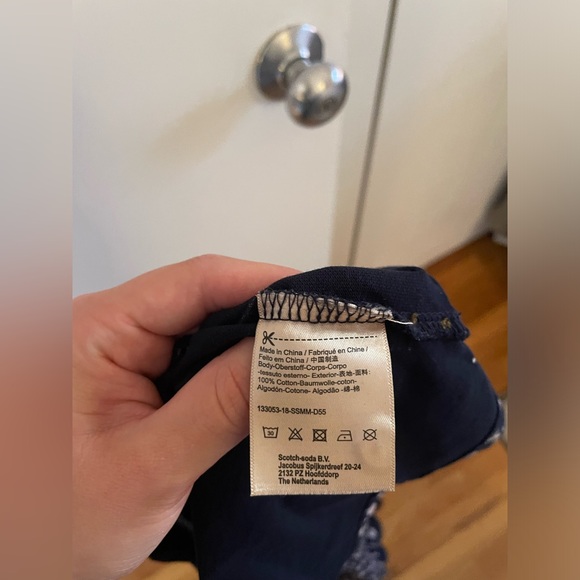 Made in China / Fabriqué en Chine /
Feito em China / 中国制造
Body-Oberstoff-Corps-Corpo
-tessuto esterno- Exterior-表地-面料:
100% Cotton-Baumwolle-coton-
Algodón-Cotone- Algodão -綿-棉
133053-18-SSMM-D55
30
Scotch-soda B.V.
Jacobus Spijkerdreef 20-24
2132 PZ Hoofddorp
The Netherlands